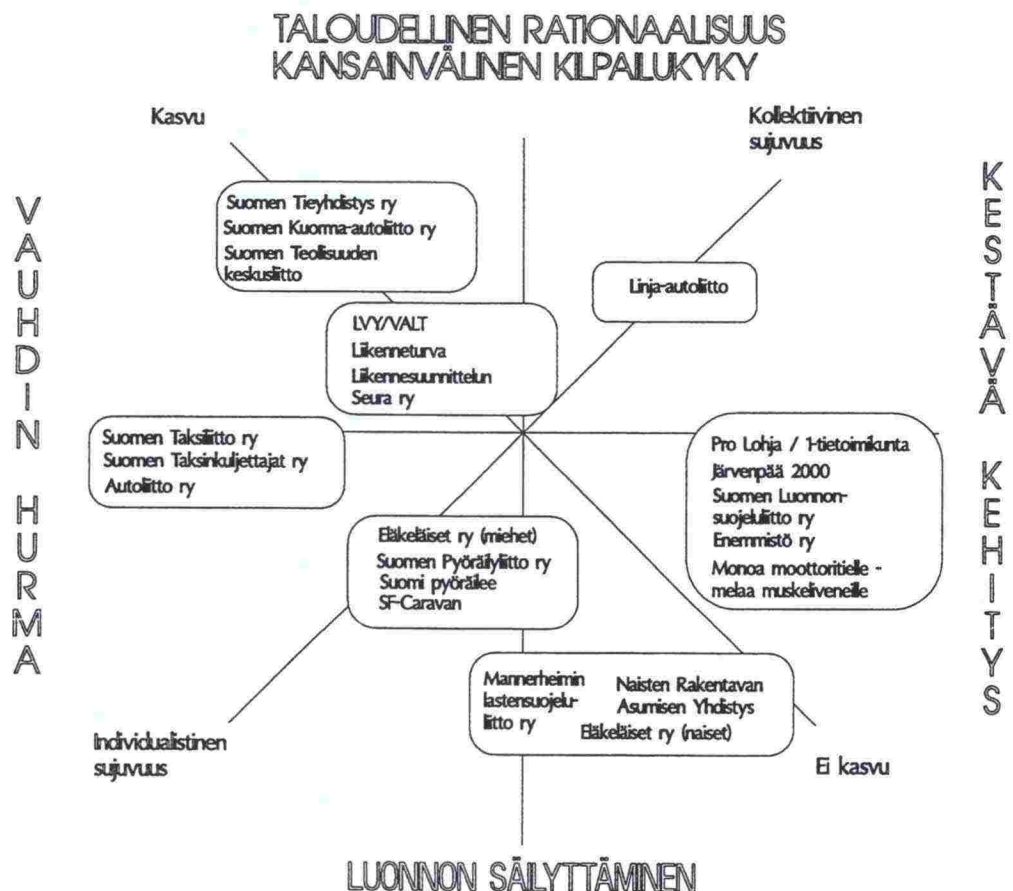 TALOUDELLINEN RATIONAALISUUS
KANSAINVÄLINEN KILPAILUKYKY
Kasvu
Kollektiivinen
sujuvuus
VAUHDIN HURMA
KESTÄVÄ KEHITYS
Suomen Tieyhdistys ry
Suomen Kuorma-autoliitto ry
Suomen Teollisuuden
keskusliitto
Linja-autoliitto
LVY/VALT
Liikenneturva
Liikennesuunnittelun
Seura ry
Suomen Taksiliitto ry
Suomen Taksinkuljettajat ry
Autoliitto ry
Pro Lohja / 1-tietoimikunta
Järvenpää 2000
Suomen Luonnon-
suojeluliitto ry
Enemmistö ry
Monoa moottoritielle -
melaa muskeliveneille
Eläkeläiset ry (miehet)
Suomen Pyöräilyliitto ry
Suomi pyöräilee
SF-Caravan
Mannerheimin
lastensuojelu-
liitto ry
Naisten Rakentavan
Asumisen Yhdistys
Eläkeläiset ry (naiset)
Individualistinen
sujuvuus
Ei kasvu
LUONNON SÄILYTTÄMINEN